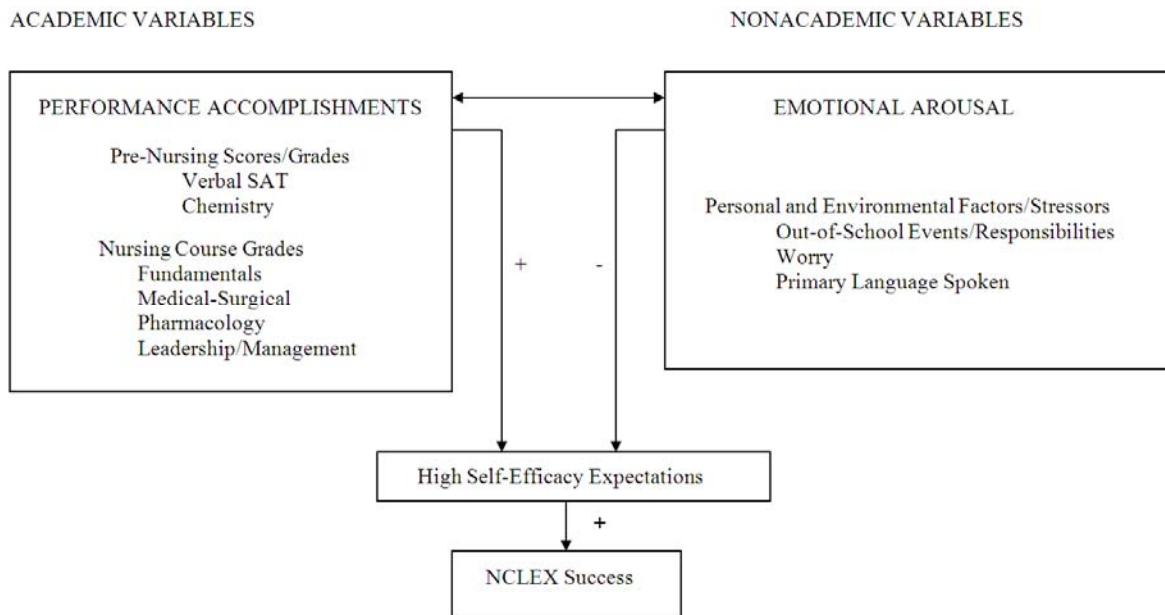 ACADEMIC VARIABLES
NONACADEMIC VARIABLES
PERFORMANCE ACCOMPLISHMENTS
Pre-Nursing Scores/Grades
Verbal SAT
Chemistry
Nursing Course Grades
Fundamentals
Medical-Surgical
Pharmacology
Leadership/Management
EMOTIONAL AROUSAL
Personal and Environmental Factors/Stressors
Out-of-School Events/Responsibilities
Worry
Primary Language Spoken
+
-
High Self-Efficacy Expectations
+
NCLEX Success